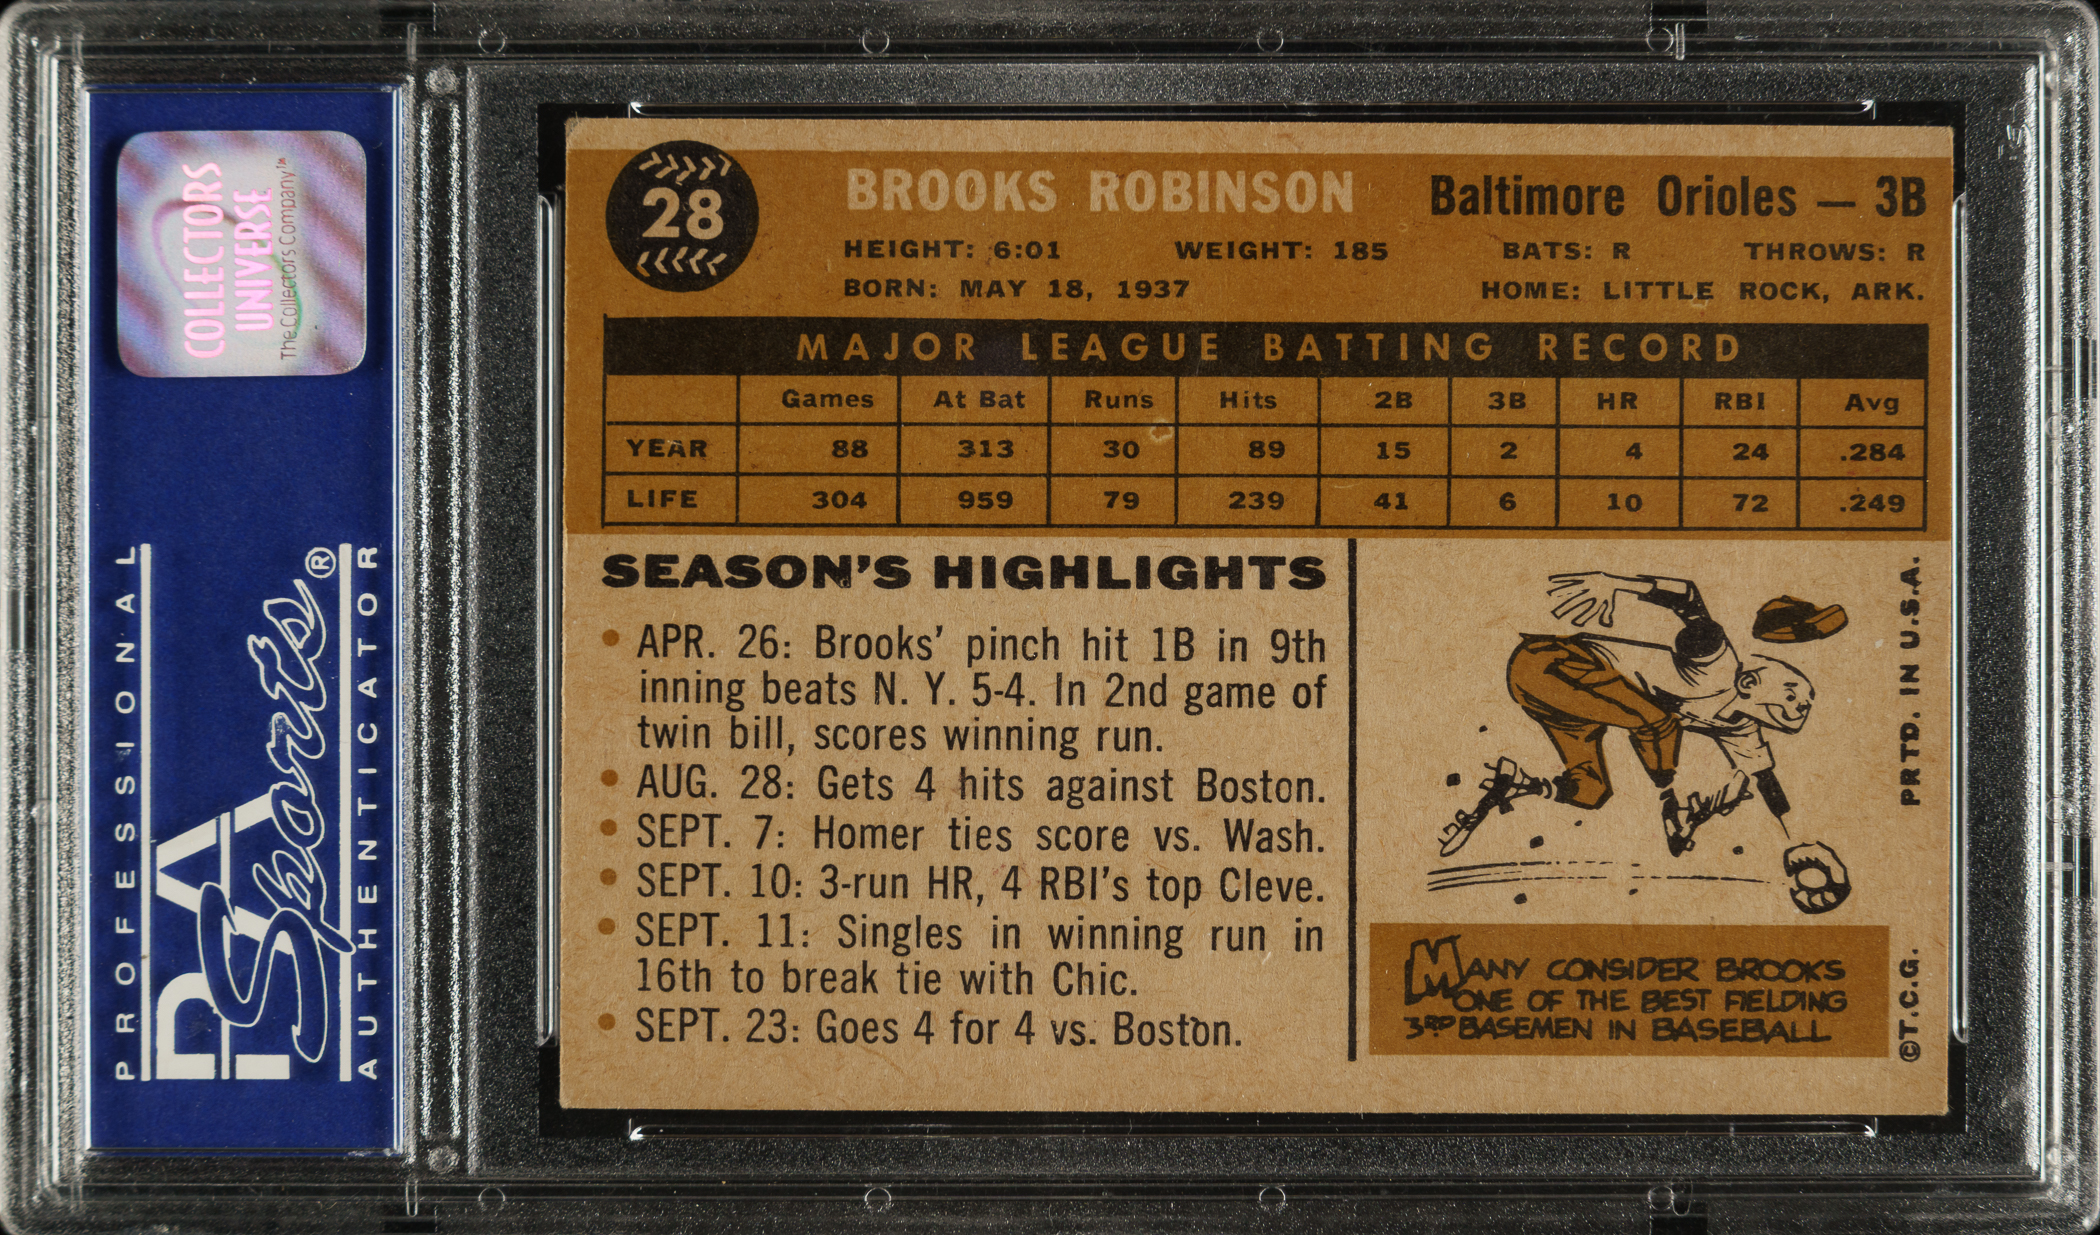 COLLECTORS
UNIVERSE
The Collectors Company™
PROFESSIONAL
PSA
Sports®
AUTHENTICATOR
28
BROOKS ROBINSON
Baltimore Orioles — 3B
HEIGHT: 6:01 WEIGHT: 185 BATS: R THROWS: R
BORN: MAY 18, 1937 HOME: LITTLE ROCK, ARK.
MAJOR LEAGUE BATTING RECORD
Games At Bat Runs Hits 2B 3B HR RBI Avg
YEAR 88 313 30 89 15 2 4 24 .284
LIFE 304 959 79 239 41 6 10 72 .249
SEASON'S HIGHLIGHTS
• APR. 26: Brooks' pinch hit 1B in 9th
inning beats N. Y. 5-4. In 2nd game of
twin bill, scores winning run.
• AUG. 28: Gets 4 hits against Boston.
• SEPT. 7: Homer ties score vs. Wash.
• SEPT. 10: 3-run HR, 4 RBI's top Cleve.
• SEPT. 11: Singles in winning run in
16th to break tie with Chic.
• SEPT. 23: Goes 4 for 4 vs. Boston.
MANY CONSIDER BROOKS
ONE OF THE BEST FIELDING
3RD BASEMEN IN BASEBALL
©T.C.G. PRTD. IN U.S.A.